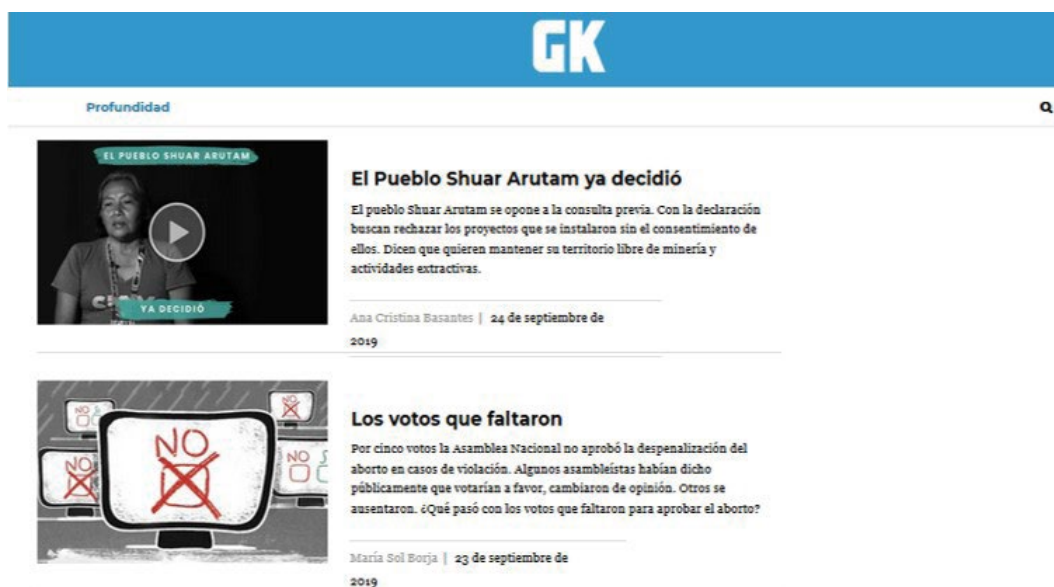 GK
Profundidad
EL PUEBLO SHUAR ARUTAM
YA DECIDIÓ
El Pueblo Shuar Arutam ya decidió
El pueblo Shuar Arutam se opone a la consulta previa. Con la declaración
buscan rechazar los proyectos que se instalaron sin el consentimiento de
ellos. Dicen que quieren mantener su territorio libre de minería y
actividades extractivas.
Ana Cristina Basantes | 24 de septiembre de
2019
NO
NO
NO
NO
NO
Los votos que faltaron
Por cinco votos la Asamblea Nacional no aprobó la despenalización del
aborto en casos de violación. Algunos asambleístas habían dicho
públicamente que votarían a favor, cambiaron de opinión. Otros se
ausentaron. ¿Qué pasó con los votos que faltaron para aprobar el aborto?
María Sol Borja | 23 de septiembre de
2019